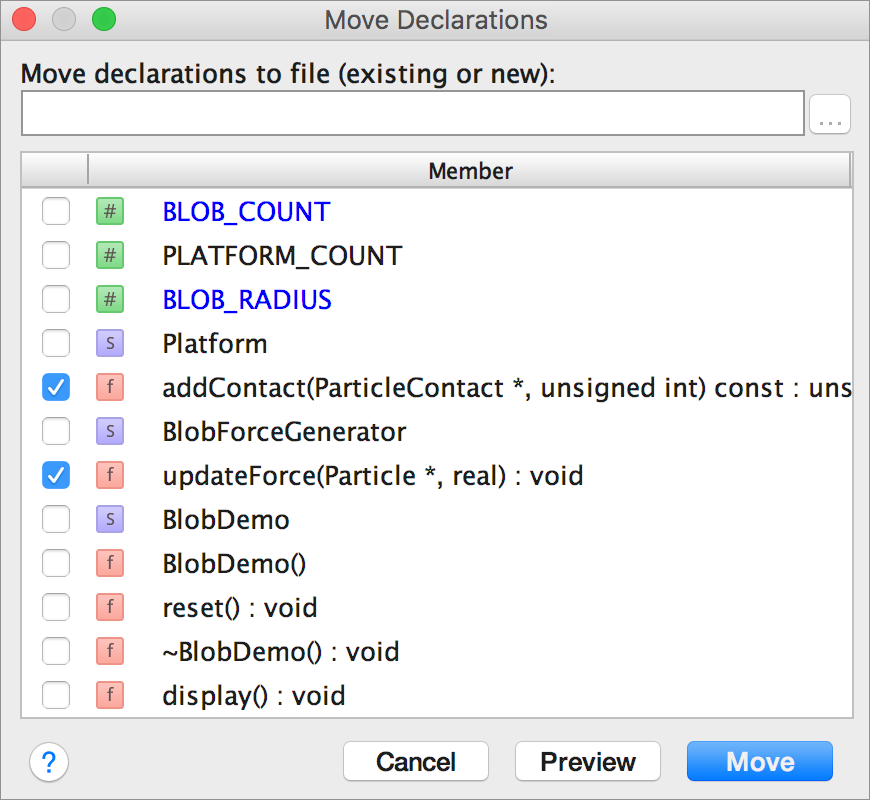 Move Declarations
Move declarations to file (existing or new):
...
Member
# BLOB_COUNT
# PLATFORM_COUNT
# BLOB_RADIUS
S Platform
f addContact(ParticleContact *, unsigned int) const : uns
S BlobForceGenerator
f updateForce(Particle *, real) : void
S BlobDemo
f BlobDemo()
f reset() : void
f ~BlobDemo() : void
f display() : void
? Cancel Preview Move